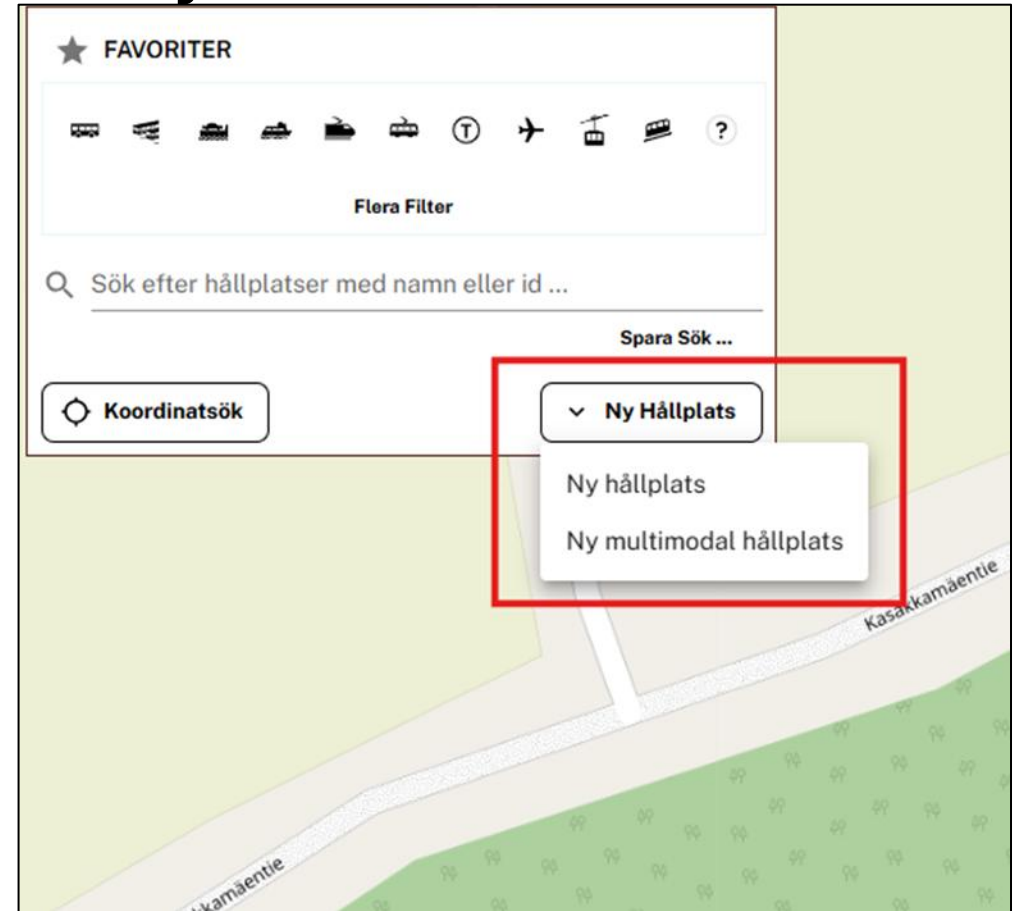 FAVORITER
T
?
Flera Filter
Sök efter hållplatser med namn eller id ...
Spara Sök ...
Koordinatsök
Ny Hållplats
Ny hållplats
Ny multimodal hållplats
Kasakkamäentie